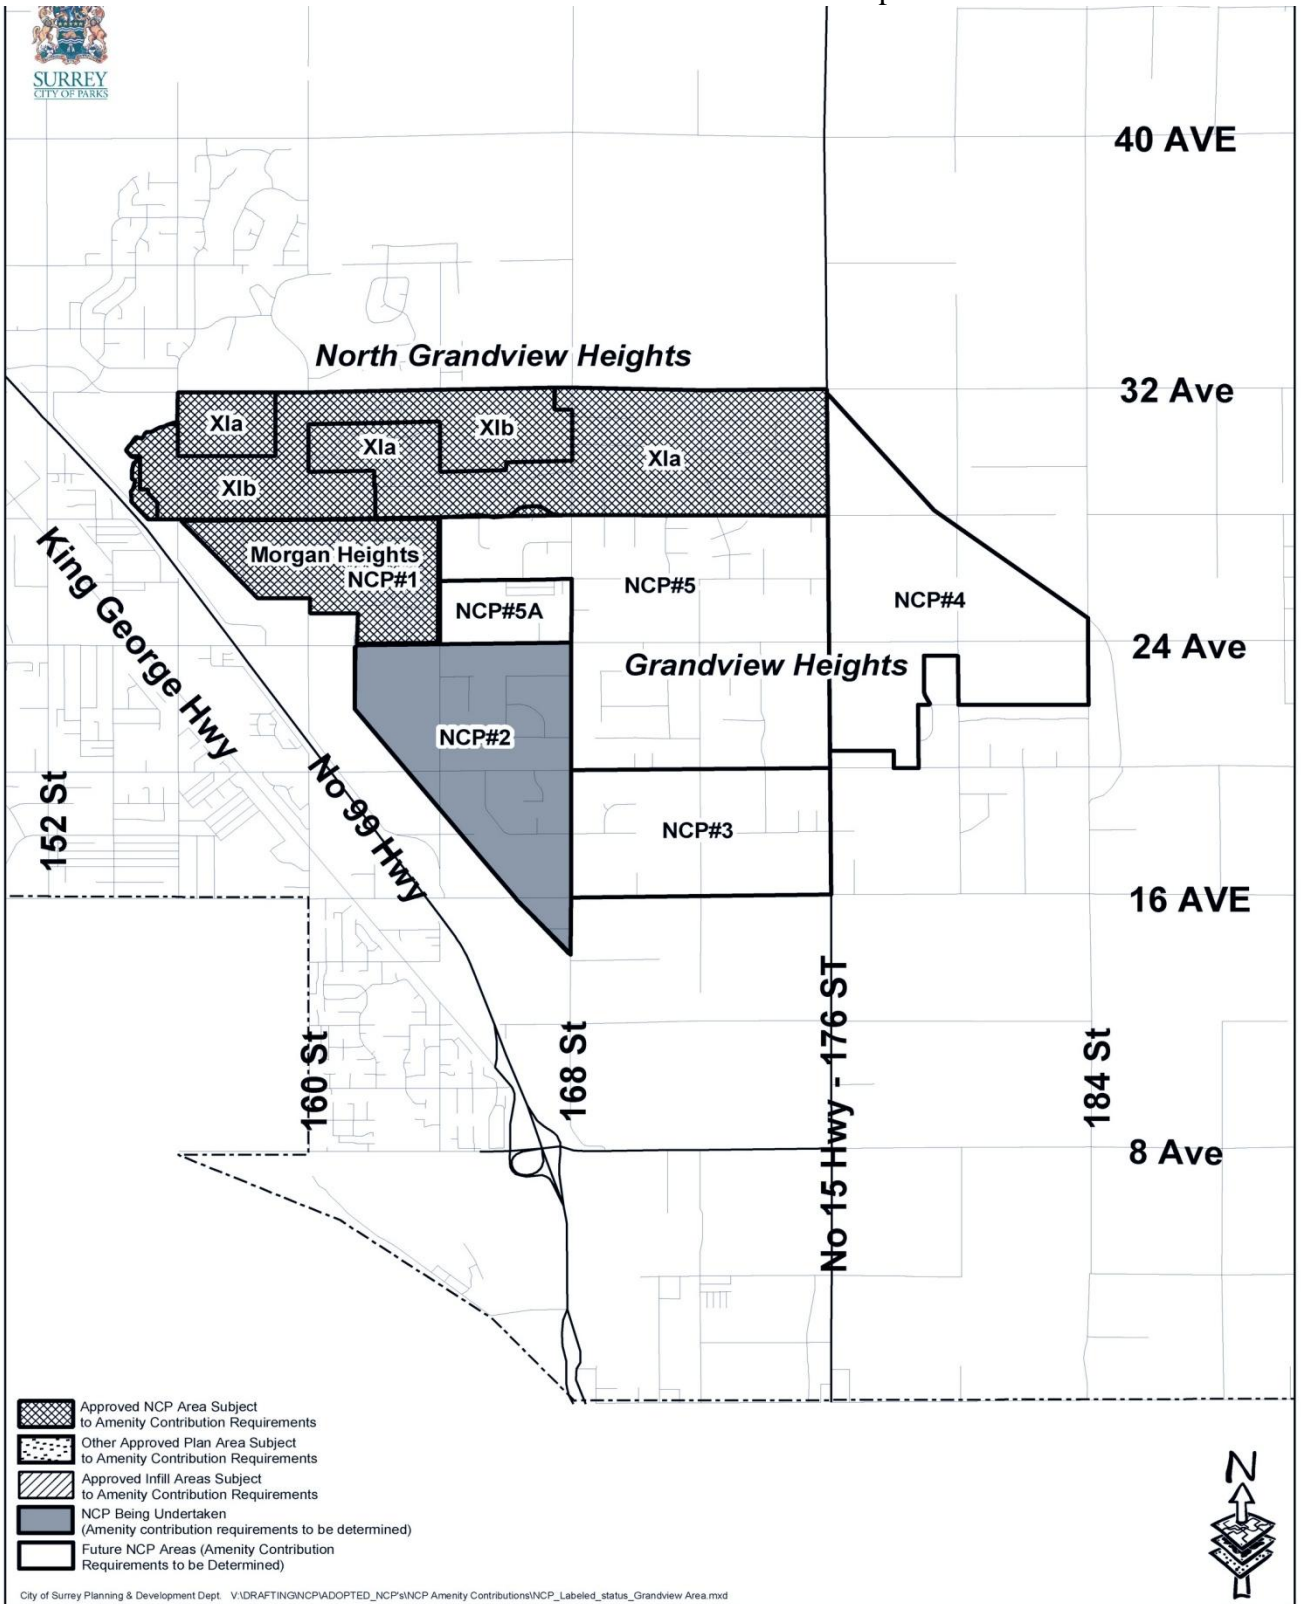 SURREY
CITY OF PARKS
40 AVE
North Grandview Heights
32 Ave
XIa
XIb
XIa
XIa
XIb
King George Hwy
Morgan Heights
NCP#1
NCP#5
NCP#5A
NCP#4
24 Ave
Grandview Heights
NCP#2
152 St
No 99 Hwy
NCP#3
16 AVE
160 St
168 St
No 15 Hwy - 176 ST
184 St
8 Ave
Approved NCP Area Subject
to Amenity Contribution Requirements
Other Approved Plan Area Subject
to Amenity Contribution Requirements
Approved Infill Areas Subject
to Amenity Contribution Requirements
NCP Being Undertaken
(Amenity contribution requirements to be determined)
Future NCP Areas (Amenity Contribution
Requirements to be Determined)
N
City of Surrey Planning & Development Dept. V:\DRAFTING\NCP\ADOPTED_NCP's\NCP Amenity Contributions\NCP_Labeled_status_Grandview Area.mxd